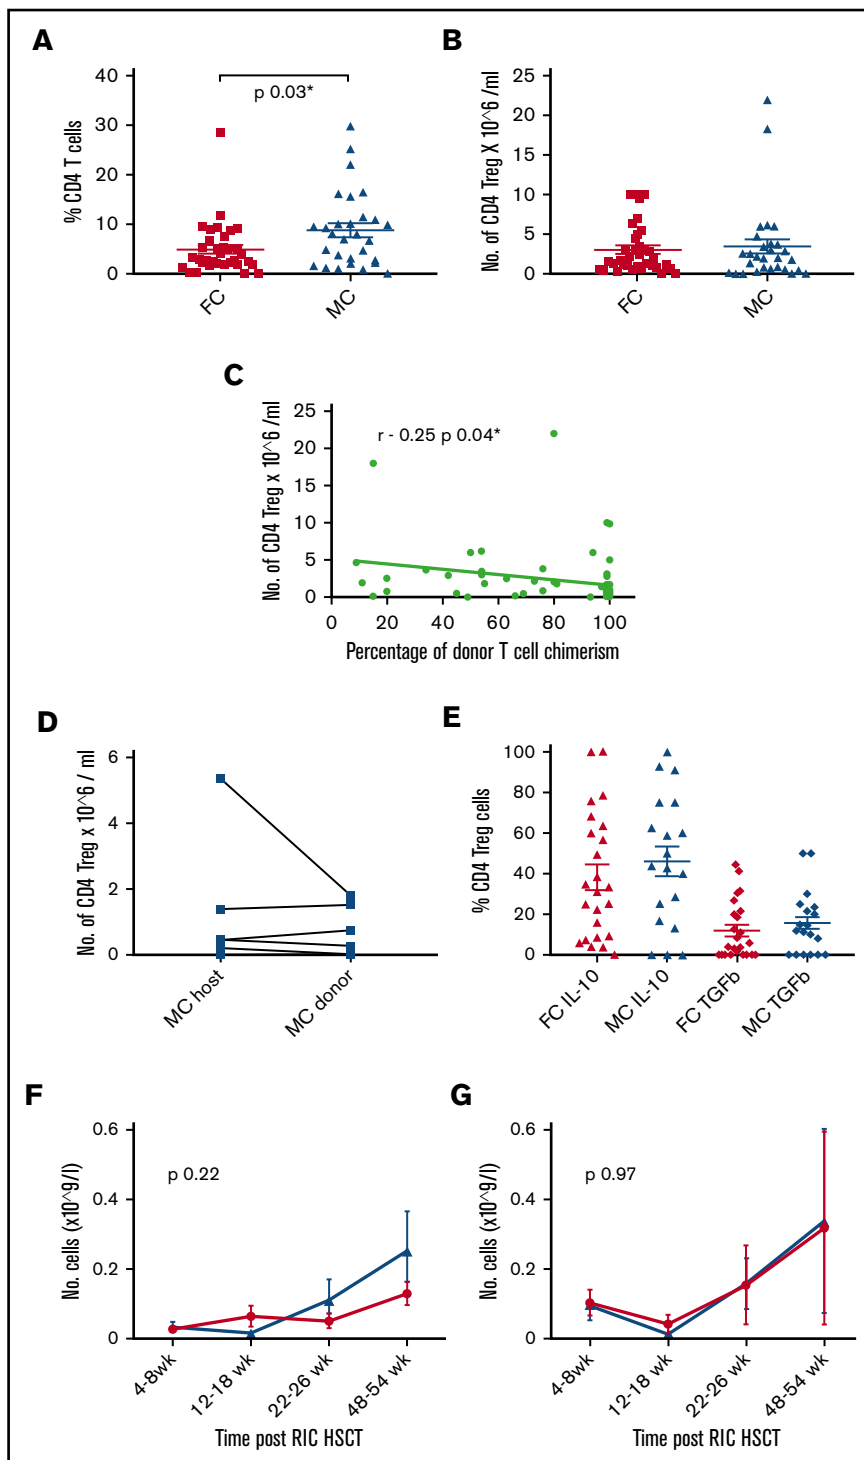 A
% CD4 T cells
40
30
20
10
0
p 0.03*
FC
MC
B
No. of CD4 Treg X 10^6 /ml
25
20
15
10
5
0
FC
MC
C
No. of CD4 Treg x 10^6 /ml
25
20
15
10
5
0
r - 0.25 p 0.04*
0
20
40
60
80
100
Percentage of donor T cell chimerism
D
No. of CD4 Treg x 10^6 / ml
6
4
2
0
MC host
MC donor
E
% CD4 Treg cells
100
80
60
40
20
0
FC IL-10
MC IL-10
FC TGFb
MC TGFb
F
No. cells (x10^9/l)
0.6
0.4
0.2
0
p 0.22
4-8wk
12-18 wk
22-26 wk
48-54 wk
Time post RIC HSCT
G
No. cells (x10^9/l)
0.6
0.4
0.2
0
p 0.97
4-8wk
12-18 wk
22-26 wk
48-54 wk
Time post RIC HSCT